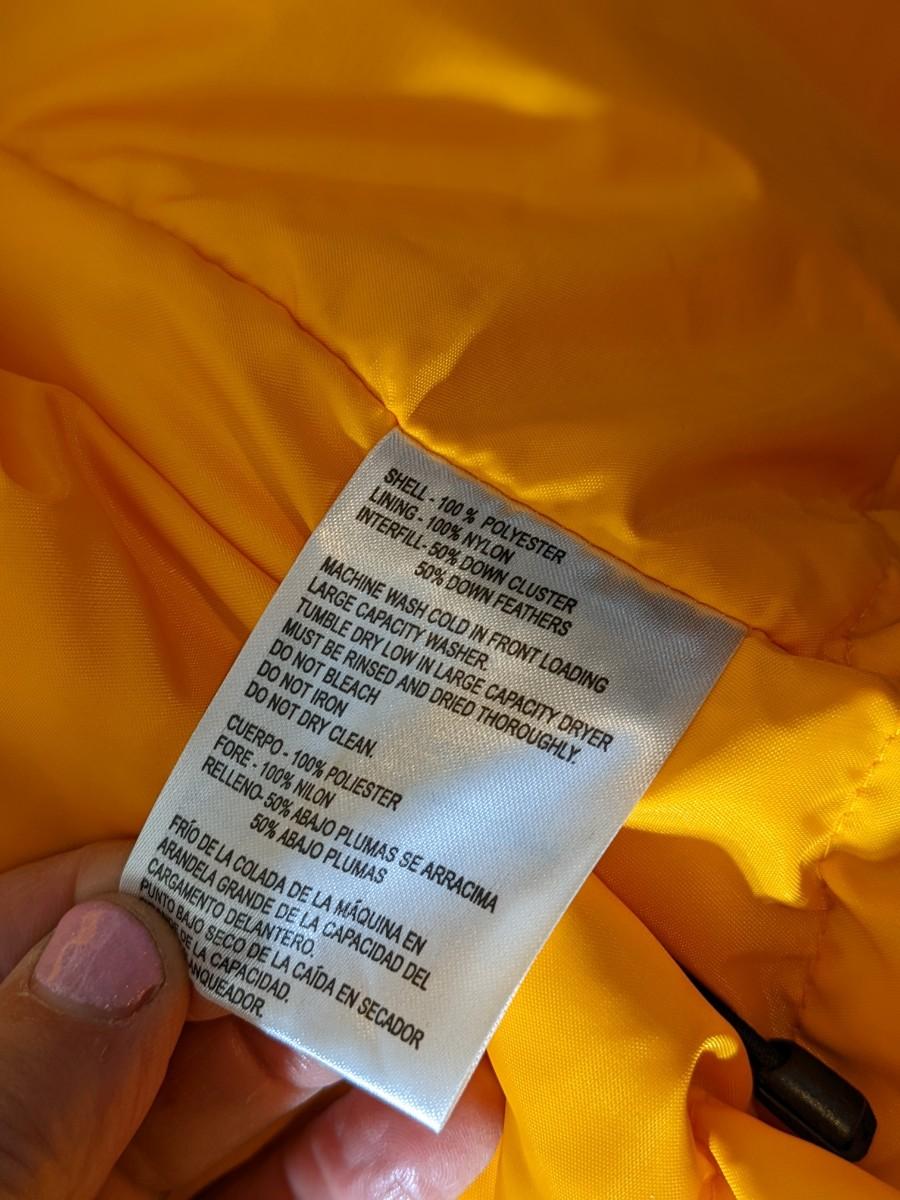 SHELL - 100 % POLYESTER
LINING - 100% NYLON
INTERFILL- 50% DOWN CLUSTER
50% DOWN FEATHERS
MACHINE WASH COLD IN FRONT LOADING
LARGE CAPACITY WASHER.
TUMBLE DRY LOW IN LARGE CAPACITY DRYER
MUST BE RINSED AND DRIED THOROUGHLY.
DO NOT BLEACH
DO NOT IRON
DO NOT DRY CLEAN.
CUERPO - 100% POLIESTER
FORE - 100% NILON
RELLENO- 50% ABAJO PLUMAS SE ARRACIMA
50% ABAJO PLUMAS
FRÍO DE LA COLADA DE LA MÁQUINA EN
ARANDELA GRANDE DE LA CAPACIDAD DEL
CARGAMENTO DELANTERO.
PUNTO BAJO SECO DE LA CAÍDA EN SECADOR
DE LA CAPACIDAD.
ANQUEADOR.